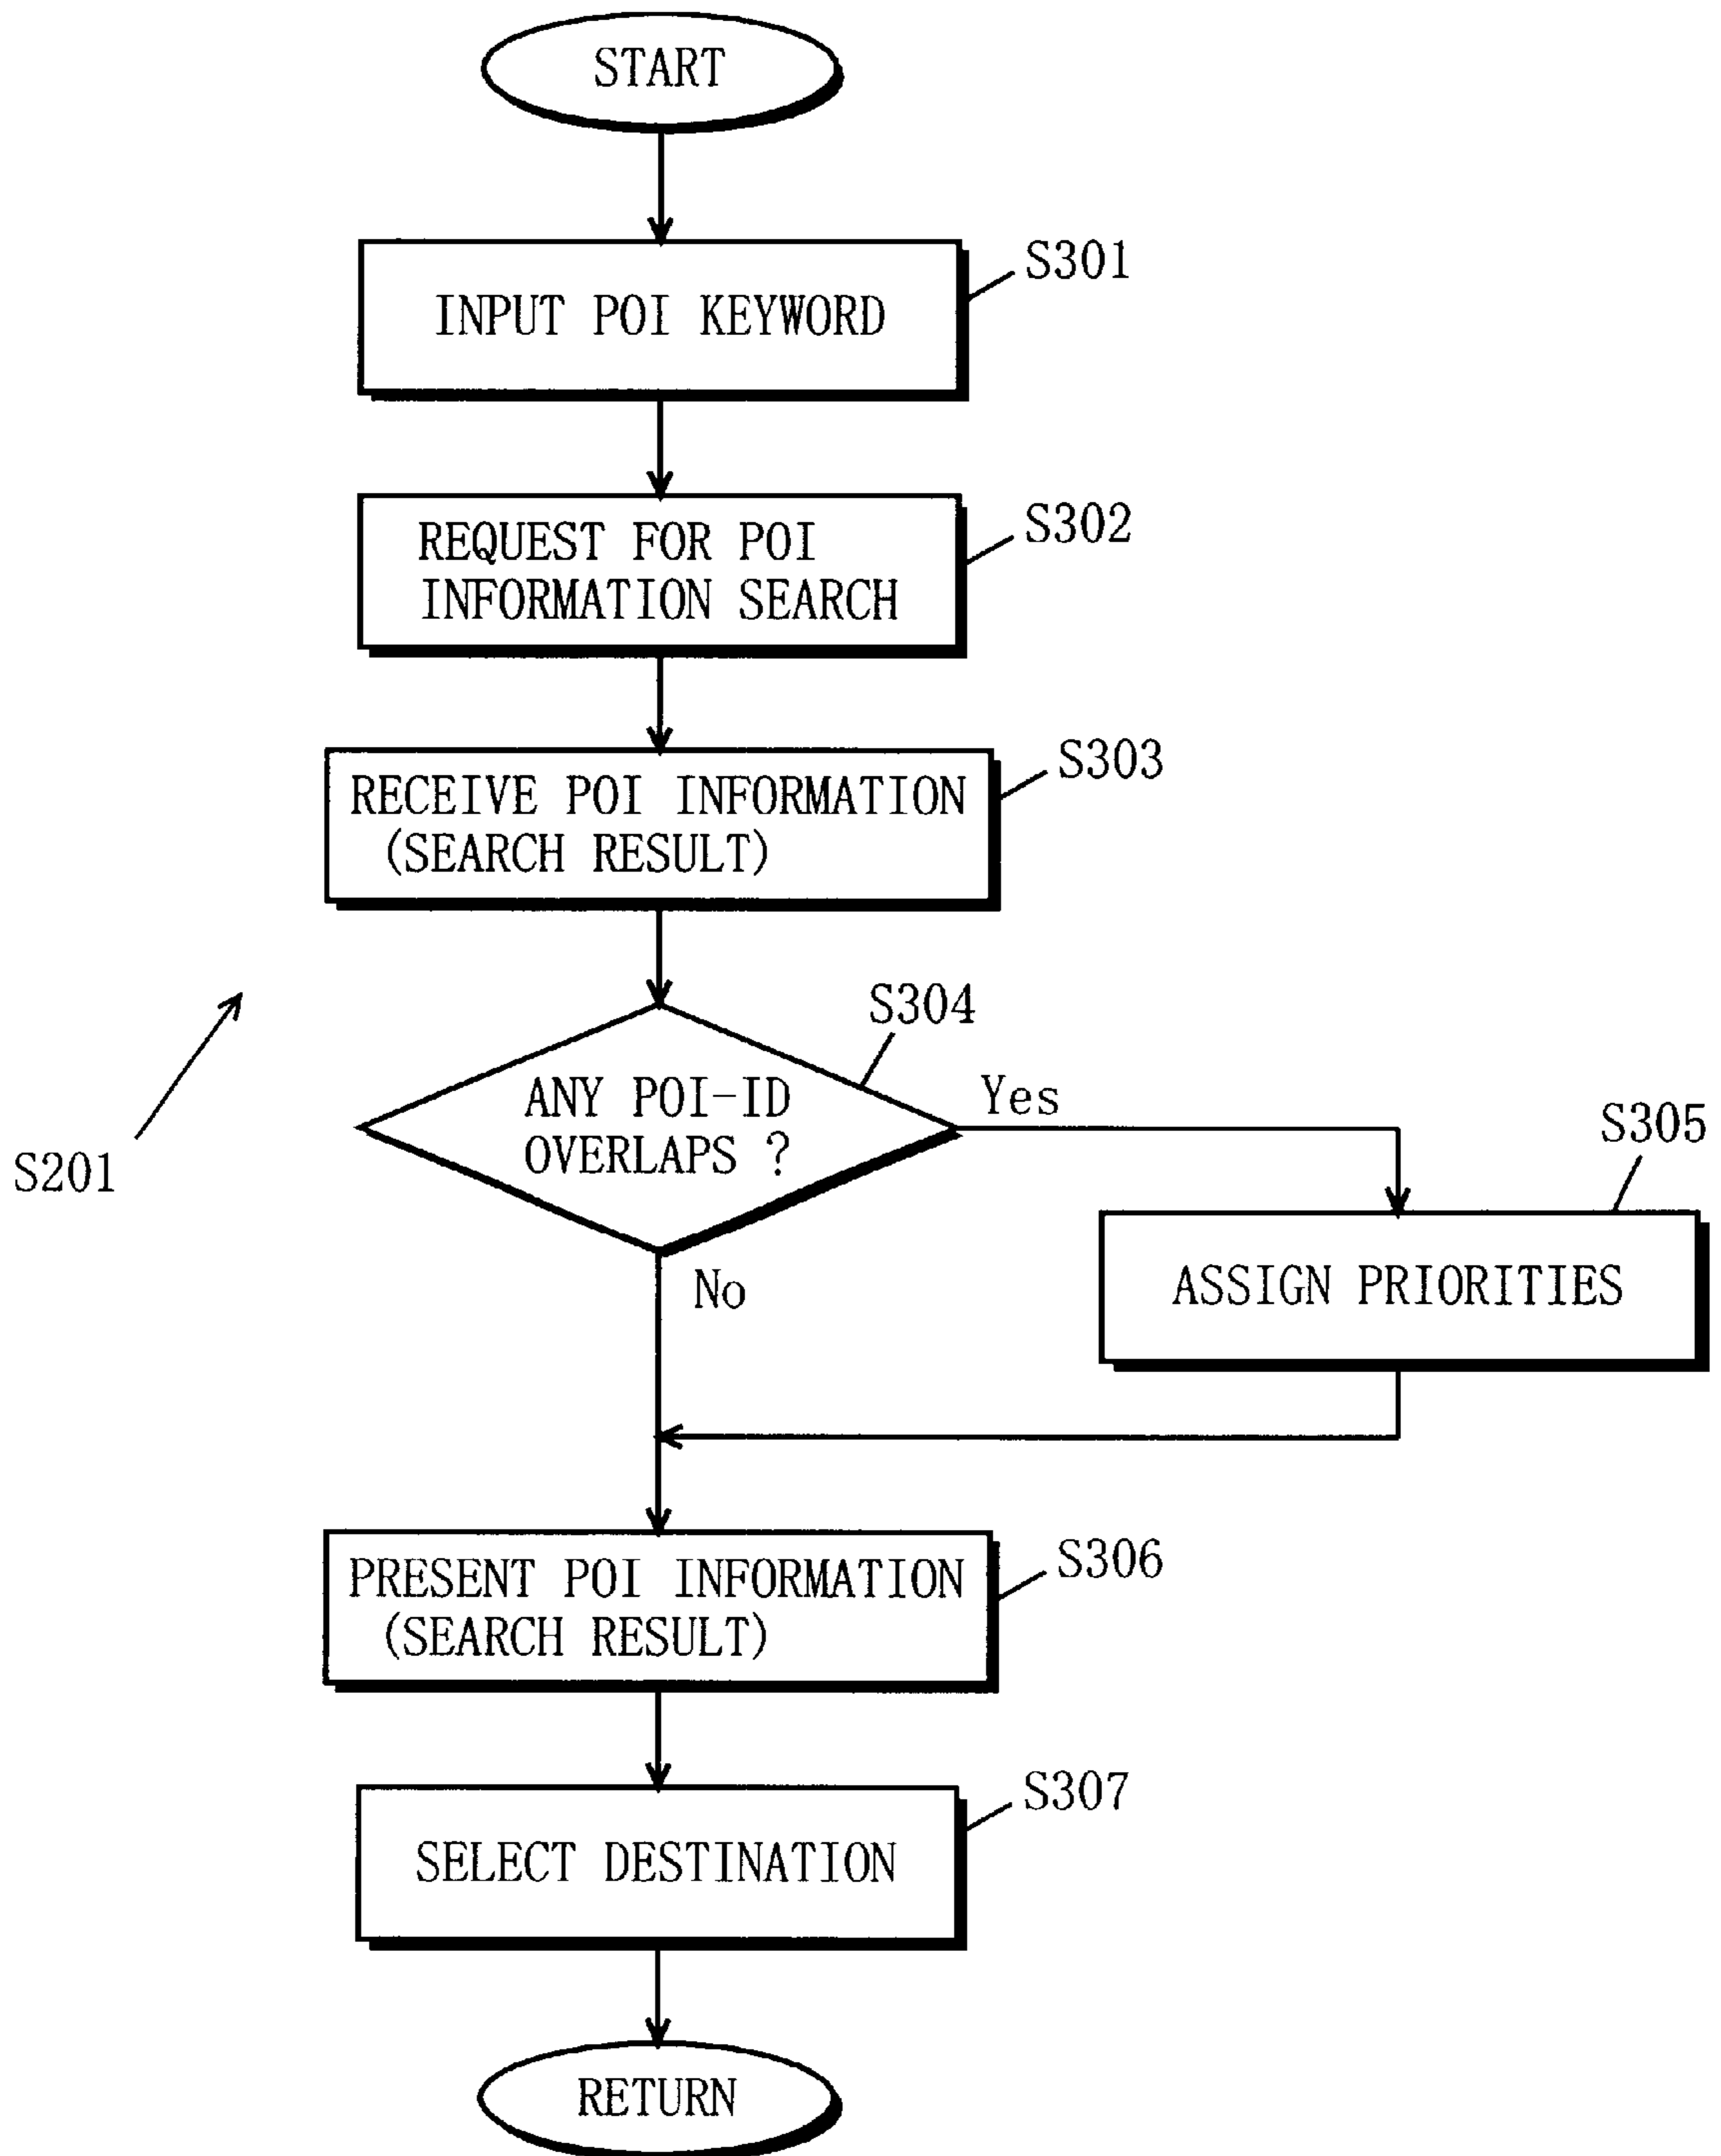 START
INPUT POI KEYWORD
S301
REQUEST FOR POI
INFORMATION SEARCH
S302
RECEIVE POI INFORMATION
(SEARCH RESULT)
S303
S304
ANY POI-ID
OVERLAPS ?
Yes
No
S201
S305
ASSIGN PRIORITIES
PRESENT POI INFORMATION
(SEARCH RESULT)
S306
SELECT DESTINATION
S307
RETURN